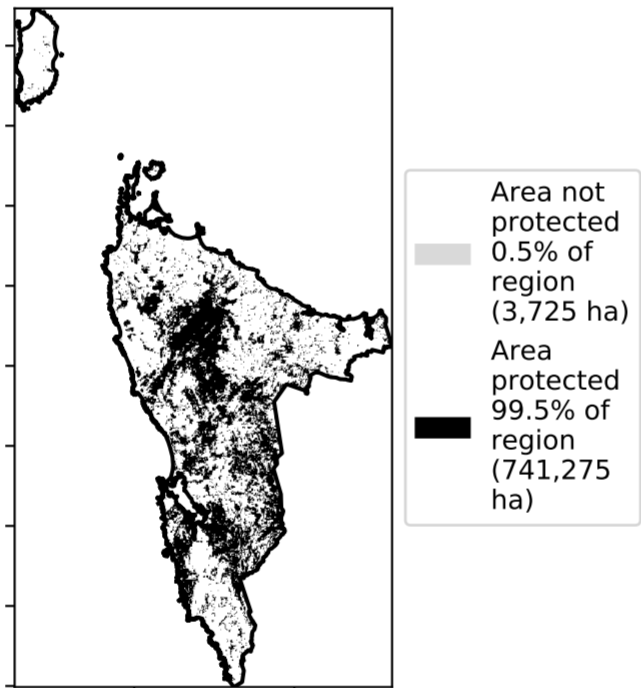 Area not
protected
0.5% of
region
(3,725 ha)
Area
protected
99.5% of
region
(741,275
ha)